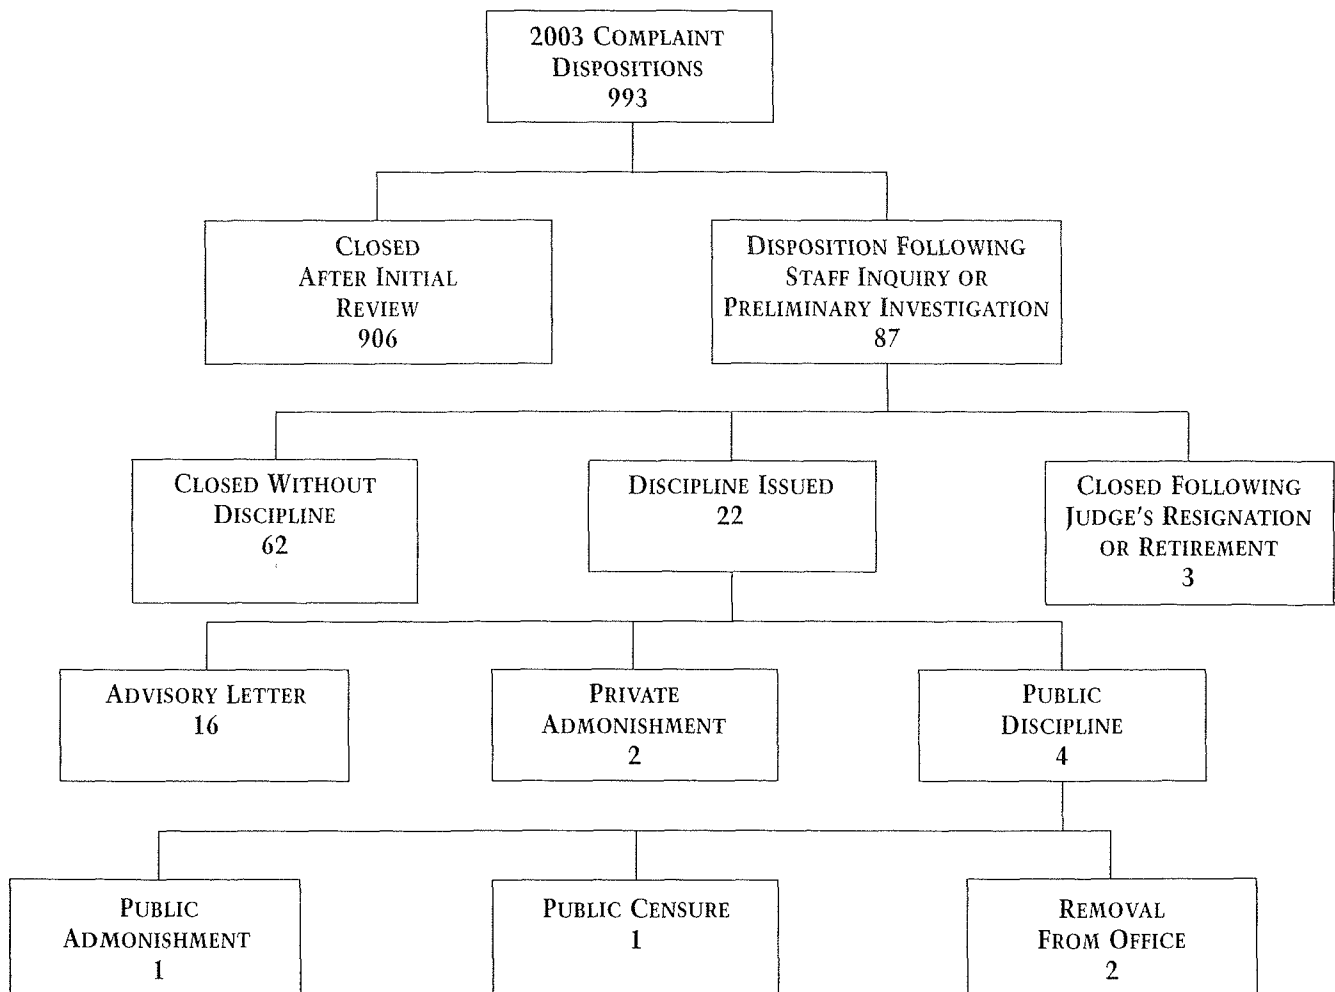 2003 COMPLAINT
DISPOSITIONS
993
CLOSED
AFTER INITIAL
REVIEW
906
DISPOSITION FOLLOWING
STAFF INQUIRY OR
PRELIMINARY INVESTIGATION
87
CLOSED WITHOUT
DISCIPLINE
62
DISCIPLINE ISSUED
22
CLOSED FOLLOWING
JUDGE'S RESIGNATION
OR RETIREMENT
3
ADVISORY LETTER
16
PRIVATE
ADMONISHMENT
2
PUBLIC
DISCIPLINE
4
PUBLIC
ADMONISHMENT
1
PUBLIC CENSURE
1
REMOVAL
FROM OFFICE
2